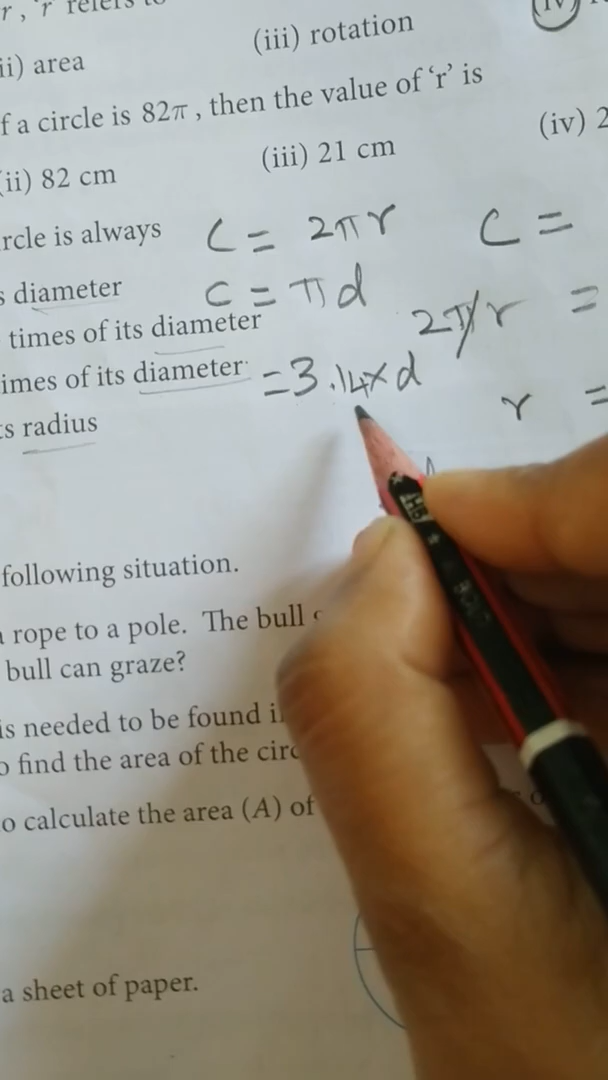 r , 'r' refers to
ii) area (iii) rotation (iv)
f a circle is 82π , then the value of 'r' is
(ii) 82 cm (iii) 21 cm (iv) 2
rcle is always C = 2πr C =
s diameter C = πd
times of its diameter 2πr =
imes of its diameter = 3.14×d r =
ts radius
following situation.
a rope to a pole. The bull
bull can graze?
is needed to be found i
o find the area of the circ
o calculate the area (A) of
a sheet of paper.